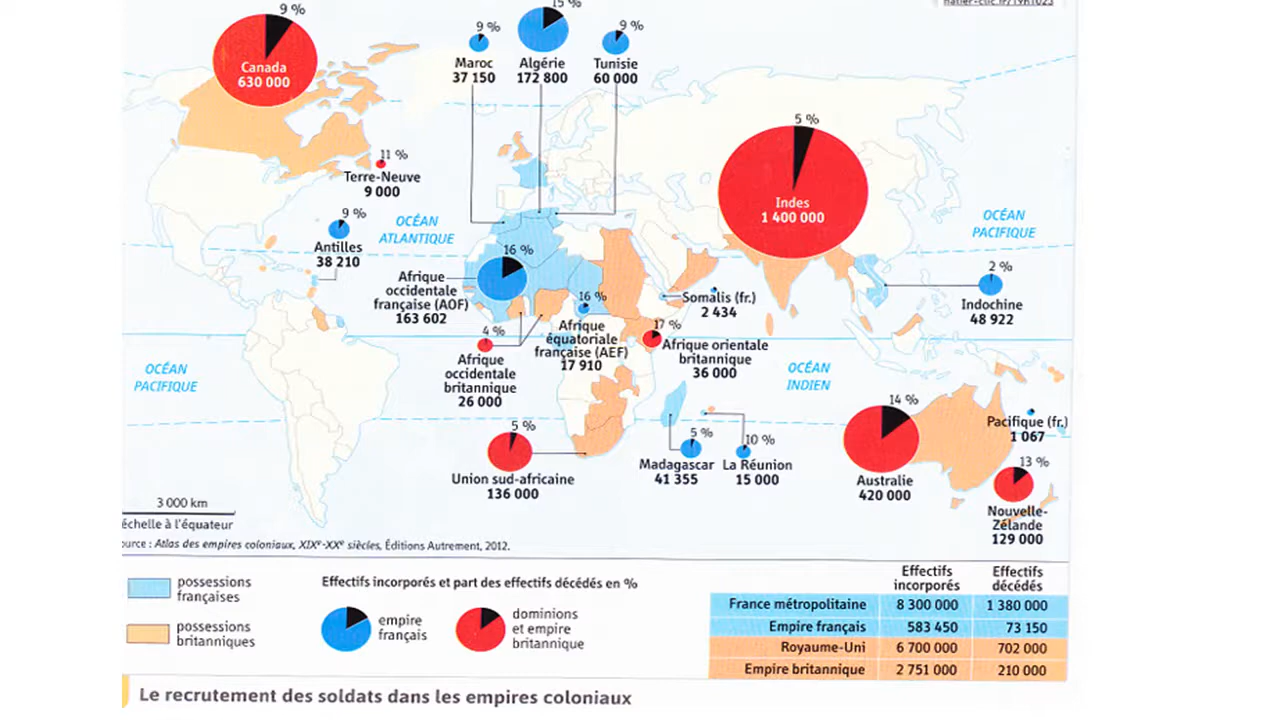 hatier-clic.fr/19h1025
9 %
Canada
630 000
9 %
Maroc
37 150
15 %
Algérie
172 800
9 %
Tunisie
60 000
11 %
Terre-Neuve
9 000
9 %
Antilles
38 210
OCÉAN
ATLANTIQUE
5 %
Indes
1 400 000
OCÉAN
PACIFIQUE
16 %
Afrique
occidentale
française (AOF)
163 602
16 %
Afrique
équatoriale
française (AEF)
17 910
Somalis (fr.)
2 434
2 %
Indochine
48 922
4 %
Afrique
occidentale
britannique
26 000
17 %
Afrique orientale
britannique
36 000
OCÉAN
PACIFIQUE
OCÉAN
INDIEN
5 %
Union sud-africaine
136 000
5 %
Madagascar
41 355
10 %
La Réunion
15 000
14 %
Australie
420 000
Pacifique (fr.)
1 067
13 %
Nouvelle-
Zélande
129 000
3 000 km
échelle à l'équateur
ource : Atlas des empires coloniaux, XIXᵉ-XXᵉ siècles, Éditions Autrement, 2012.
possessions
françaises
possessions
britanniques
Effectifs incorporés et part des effectifs décédés en %
empire
français
dominions
et empire
britannique
Effectifs incorporés Effectifs décédés
France métropolitaine 8 300 000 1 380 000
Empire français 583 450 73 150
Royaume-Uni 6 700 000 702 000
Empire britannique 2 751 000 210 000
Le recrutement des soldats dans les empires coloniaux